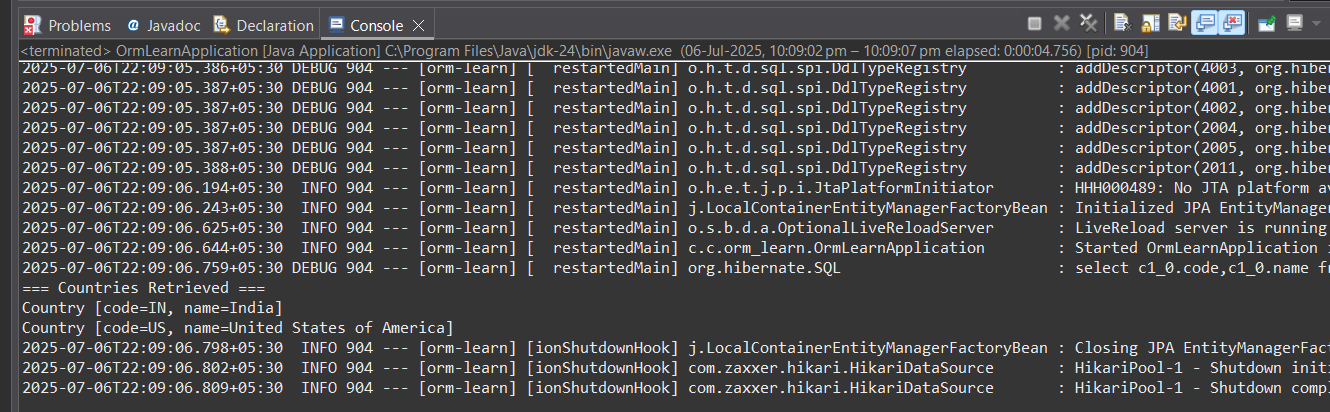 Problems @ Javadoc Declaration Console
<terminated> OrmLearnApplication [Java Application] C:\Program Files\Java\jdk-24\bin\javaw.exe (06-Jul-2025, 10:09:02 pm – 10:09:07 pm elapsed: 0:00:04.756) [pid: 904]
2025-07-06T22:09:05.386+05:30 DEBUG 904 --- [orm-learn] [  restartedMain] o.h.t.d.sql.spi.DdlTypeRegistry : addDescriptor(4003, org.hiber
2025-07-06T22:09:05.387+05:30 DEBUG 904 --- [orm-learn] [  restartedMain] o.h.t.d.sql.spi.DdlTypeRegistry : addDescriptor(4001, org.hiber
2025-07-06T22:09:05.387+05:30 DEBUG 904 --- [orm-learn] [  restartedMain] o.h.t.d.sql.spi.DdlTypeRegistry : addDescriptor(4002, org.hiber
2025-07-06T22:09:05.387+05:30 DEBUG 904 --- [orm-learn] [  restartedMain] o.h.t.d.sql.spi.DdlTypeRegistry : addDescriptor(2004, org.hiber
2025-07-06T22:09:05.387+05:30 DEBUG 904 --- [orm-learn] [  restartedMain] o.h.t.d.sql.spi.DdlTypeRegistry : addDescriptor(2005, org.hiber
2025-07-06T22:09:05.388+05:30 DEBUG 904 --- [orm-learn] [  restartedMain] o.h.t.d.sql.spi.DdlTypeRegistry : addDescriptor(2011, org.hiber
2025-07-06T22:09:06.194+05:30  INFO 904 --- [orm-learn] [  restartedMain] o.h.e.t.j.p.i.JtaPlatformInitiator : HHH000489: No JTA platform av
2025-07-06T22:09:06.243+05:30  INFO 904 --- [orm-learn] [  restartedMain] j.LocalContainerEntityManagerFactoryBean : Initialized JPA EntityManager
2025-07-06T22:09:06.625+05:30  INFO 904 --- [orm-learn] [  restartedMain] o.s.b.d.a.OptionalLiveReloadServer : LiveReload server is running
2025-07-06T22:09:06.644+05:30  INFO 904 --- [orm-learn] [  restartedMain] c.c.orm_learn.OrmLearnApplication : Started OrmLearnApplication i
2025-07-06T22:09:06.759+05:30 DEBUG 904 --- [orm-learn] [  restartedMain] org.hibernate.SQL : select c1_0.code,c1_0.name fr
=== Countries Retrieved ===
Country [code=IN, name=India]
Country [code=US, name=United States of America]
2025-07-06T22:09:06.798+05:30  INFO 904 --- [orm-learn] [ionShutdownHook] j.LocalContainerEntityManagerFactoryBean : Closing JPA EntityManagerFact
2025-07-06T22:09:06.802+05:30  INFO 904 --- [orm-learn] [ionShutdownHook] com.zaxxer.hikari.HikariDataSource : HikariPool-1 - Shutdown initi
2025-07-06T22:09:06.809+05:30  INFO 904 --- [orm-learn] [ionShutdownHook] com.zaxxer.hikari.HikariDataSource : HikariPool-1 - Shutdown compl